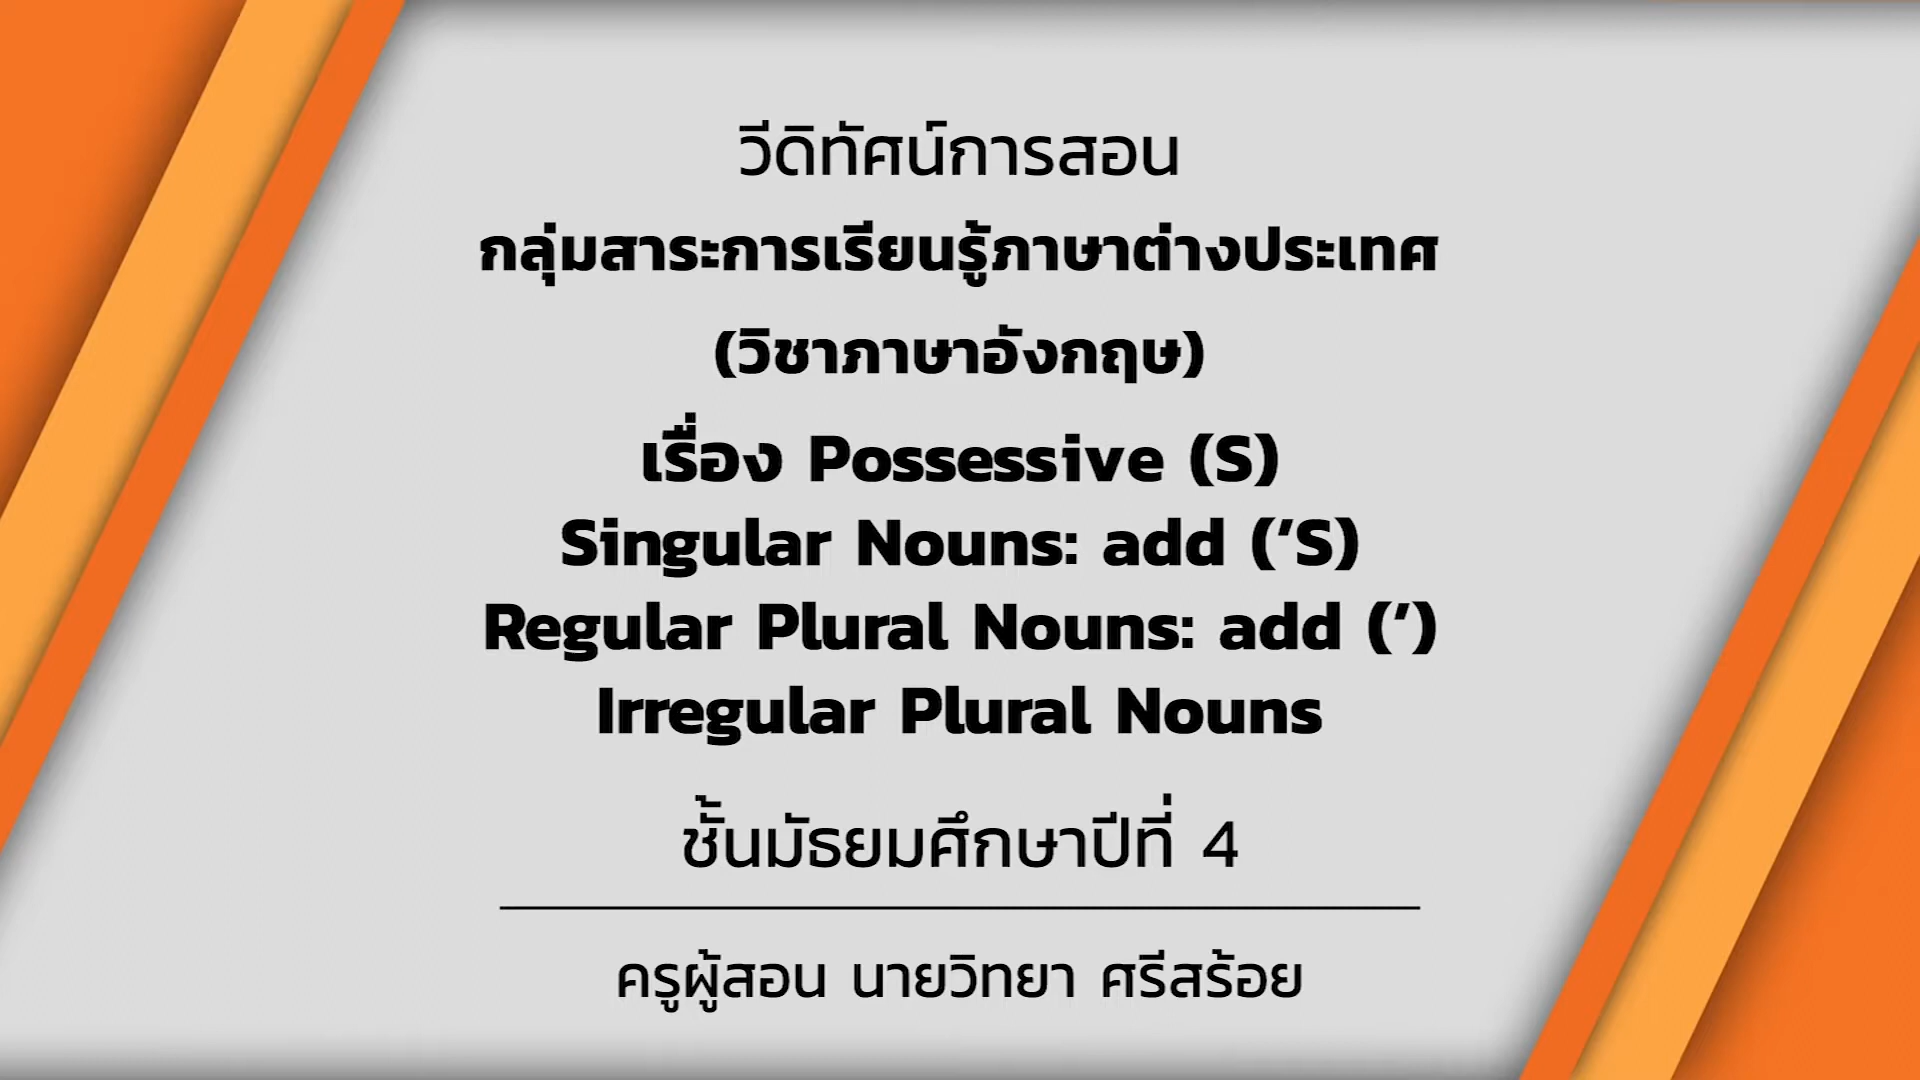 วีดิทัศน์การสอน
กลุ่มสาระการเรียนรู้ภาษาต่างประเทศ
(วิชาภาษาอังกฤษ)
เรื่อง Possessive (S)
Singular Nouns: add (’S)
Regular Plural Nouns: add (’)
Irregular Plural Nouns
ชั้นมัธยมศึกษาปีที่ 4
ครูผู้สอน นายวิทยา ศรีสร้อย